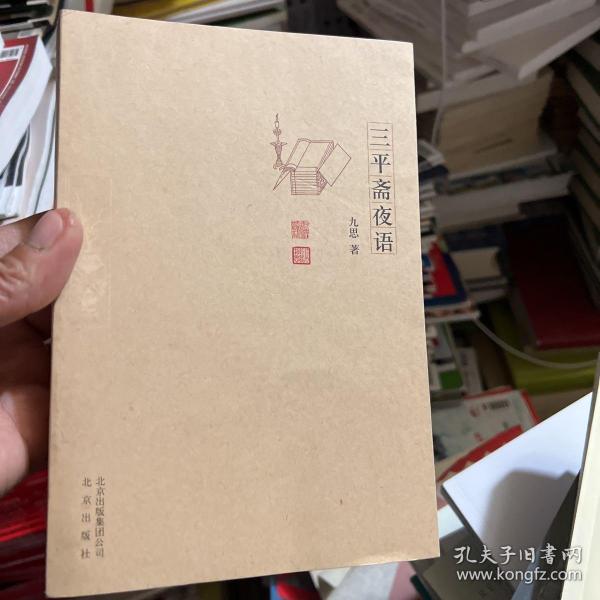 三平斋夜语
九思 著
北京出版集团公司
北京出版社
孔夫子旧书网
www.kongfz.com